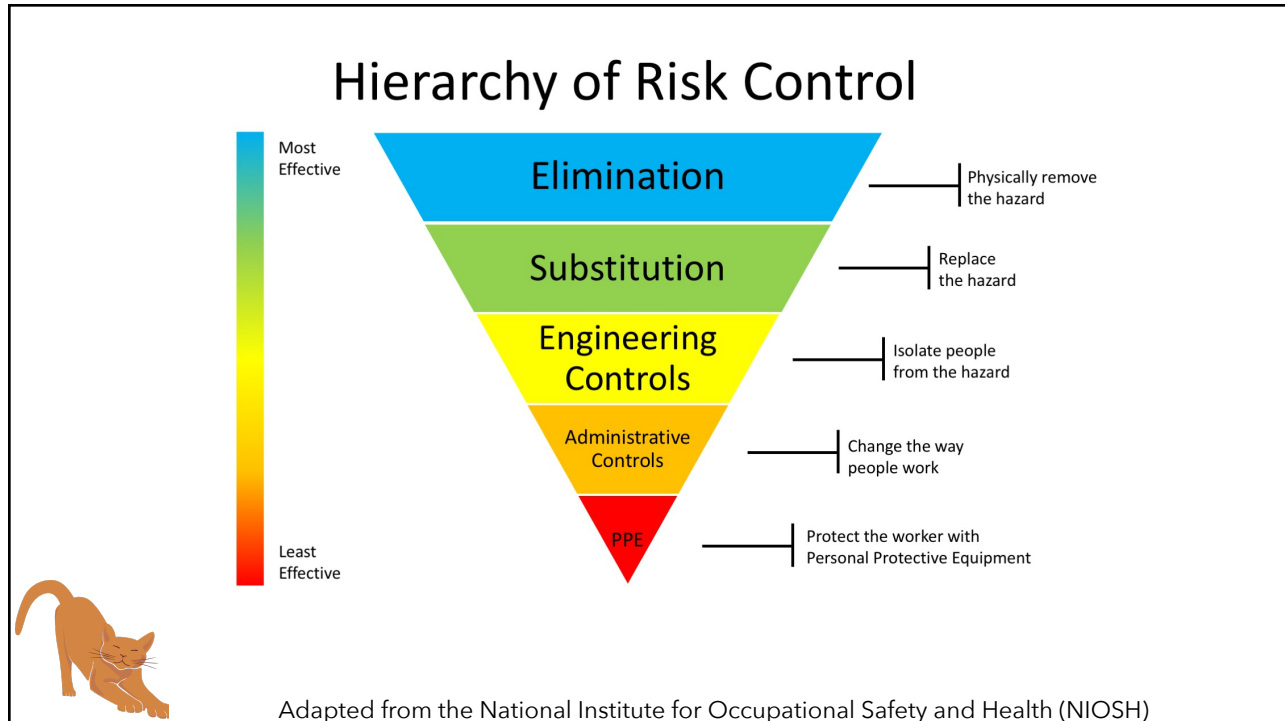 Hierarchy of Risk Control
Most
Effective
Elimination
Physically remove
the hazard
Substitution
Replace
the hazard
Engineering
Controls
Isolate people
from the hazard
Administrative
Controls
Change the way
people work
PPE
Protect the worker with
Personal Protective Equipment
Least
Effective
Adapted from the National Institute for Occupational Safety and Health (NIOSH)